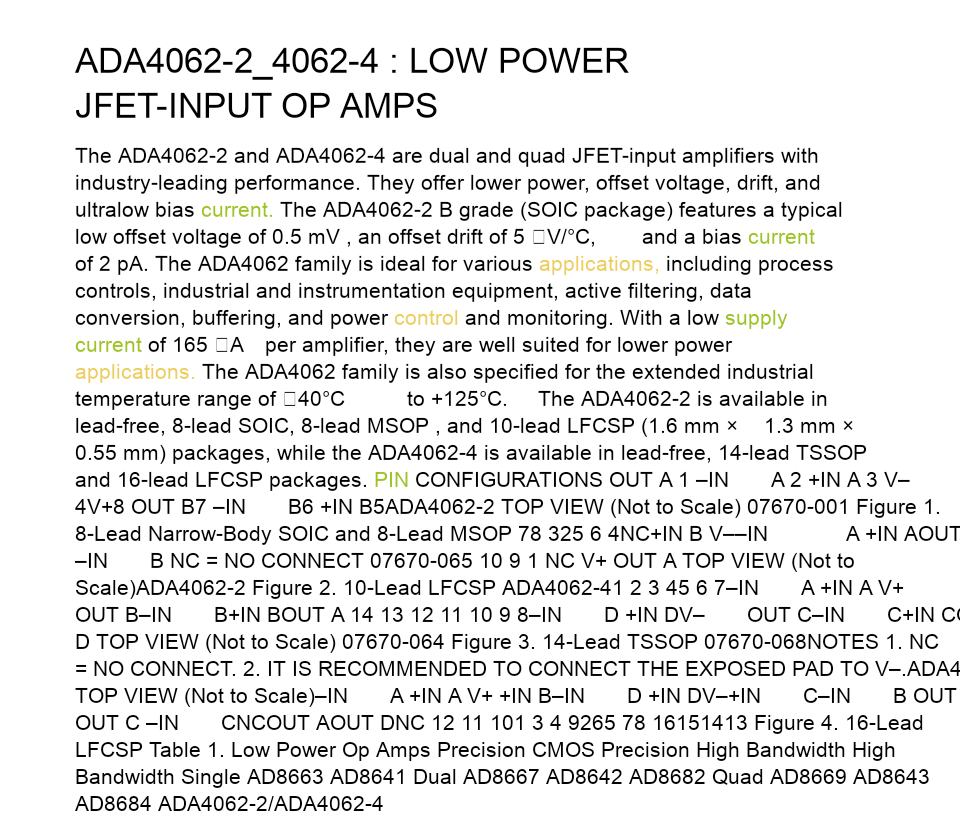 ADA4062-2_4062-4 : LOW POWER
JFET-INPUT OP AMPS
The ADA4062-2 and ADA4062-4 are dual and quad JFET-input amplifiers with
industry-leading performance. They offer lower power, offset voltage, drift, and
ultralow bias current. The ADA4062-2 B grade (SOIC package) features a typical
low offset voltage of 0.5 mV , an offset drift of 5 □V/°C, and a bias current
of 2 pA. The ADA4062 family is ideal for various applications, including process
controls, industrial and instrumentation equipment, active filtering, data
conversion, buffering, and power control and monitoring. With a low supply
current of 165 □A per amplifier, they are well suited for lower power
applications. The ADA4062 family is also specified for the extended industrial
temperature range of □40°C to +125°C. The ADA4062-2 is available in
lead-free, 8-lead SOIC, 8-lead MSOP , and 10-lead LFCSP (1.6 mm × 1.3 mm ×
0.55 mm) packages, while the ADA4062-4 is available in lead-free, 14-lead TSSOP
and 16-lead LFCSP packages. PIN CONFIGURATIONS OUT A 1 –IN A 2 +IN A 3 V–
4V+8 OUT B7 –IN B6 +IN B5ADA4062-2 TOP VIEW (Not to Scale) 07670-001 Figure 1.
8-Lead Narrow-Body SOIC and 8-Lead MSOP 78 325 6 4NC+IN B V-–-IN A +IN AOUT
–IN B NC = NO CONNECT 07670-065 10 9 1 NC V+ OUT A TOP VIEW (Not to
Scale)ADA4062-2 Figure 2. 10-Lead LFCSP ADA4062-41 2 3 45 6 7–IN A +IN A V+
OUT B–IN B+IN BOUT A 14 13 12 11 10 9 8–IN D +IN DV– OUT C–IN C+IN
D TOP VIEW (Not to Scale) 07670-064 Figure 3. 14-Lead TSSOP 07670-068NOTES 1. NC
= NO CONNECT. 2. IT IS RECOMMENDED TO CONNECT THE EXPOSED PAD TO V–.ADA4
TOP VIEW (Not to Scale)–IN A +IN A V+ +IN B–IN D +IN DV–+IN C–IN B OUT
OUT C –IN CNCOUT AOUT DNC 12 11 101 3 4 9265 78 16151413 Figure 4. 16-Lead
LFCSP Table 1. Low Power Op Amps Precision CMOS Precision High Bandwidth High
Bandwidth Single AD8663 AD8641 Dual AD8667 AD8642 AD8682 Quad AD8669 AD8643
AD8684 ADA4062-2/ADA4062-4